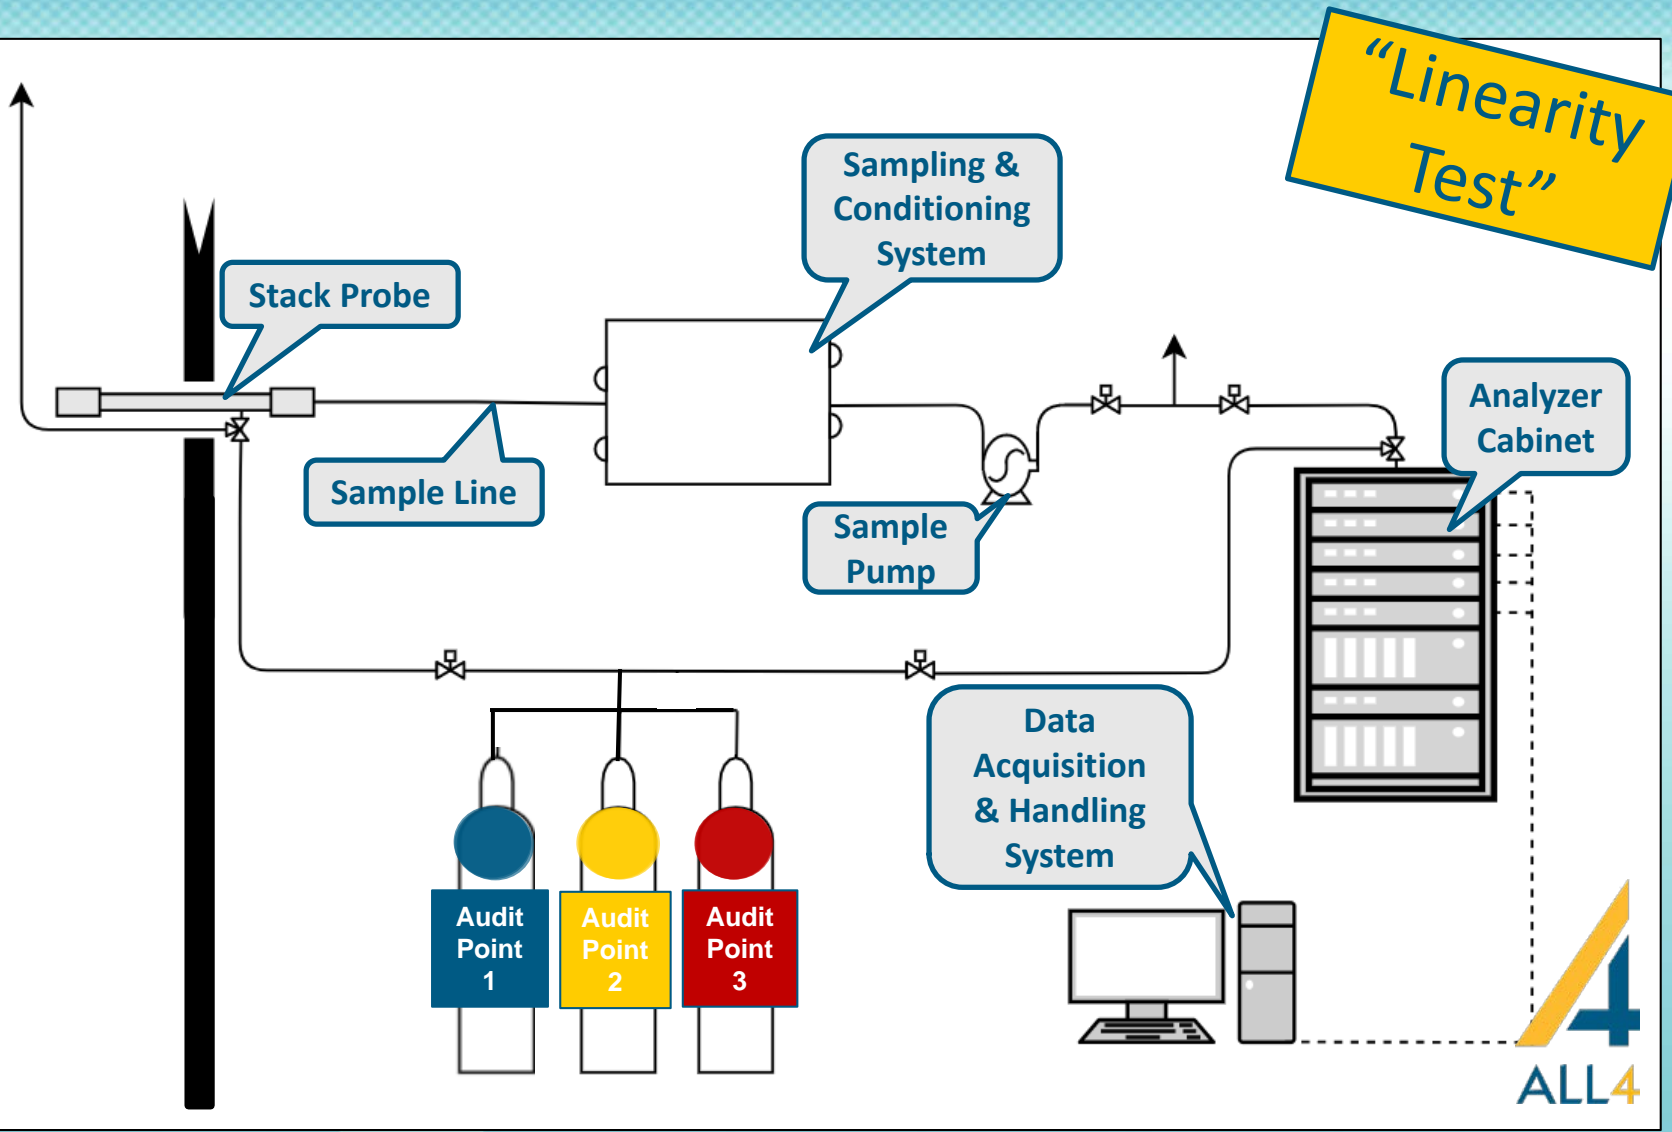 “Linearity
Test”
Sampling &
Conditioning
System
Stack Probe
Analyzer
Cabinet
Sample Line
Sample
Pump
Data
Acquisition
& Handling
System
Audit
Point
1
Audit
Point
2
Audit
Point
3
ALL4